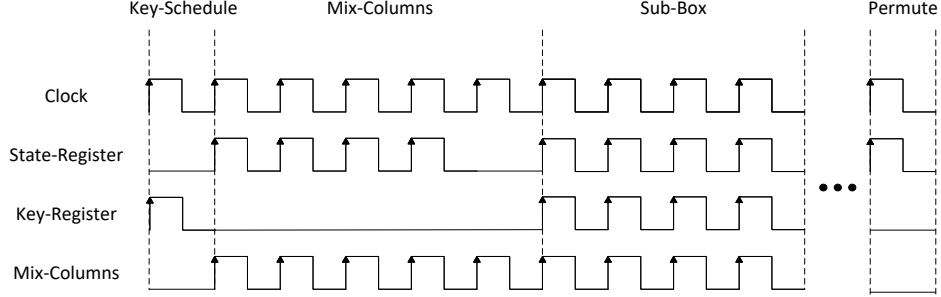 Key-Schedule Mix-Columns Sub-Box Permute
Clock
State-Register
Key-Register
Mix-Columns